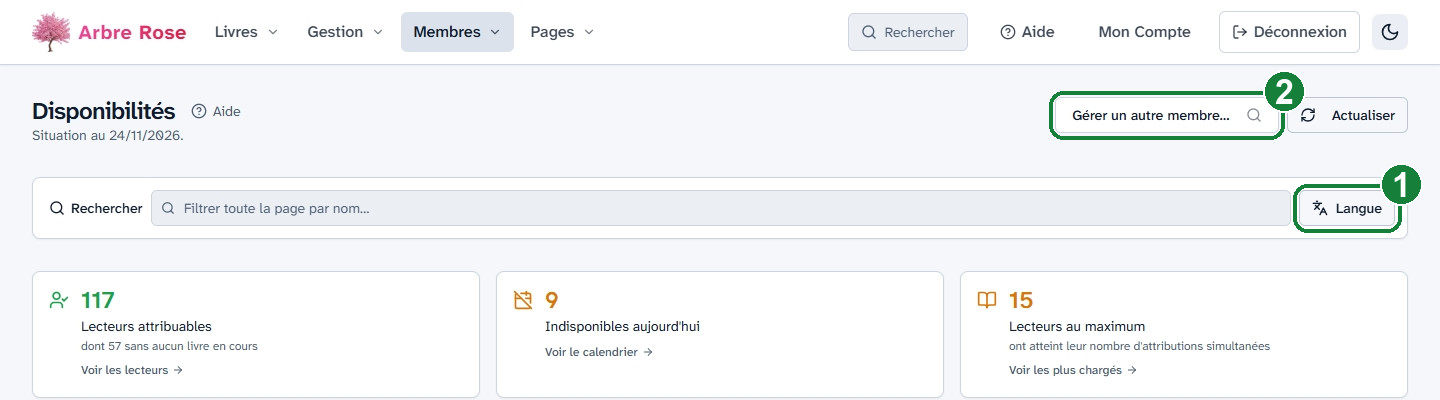 Arbre Rose Livres Gestion Membres Pages Rechercher Aide Mon Compte Déconnexion
Disponibilités Aide
Situation au 24/11/2026.
Gérer un autre membre... 2 Actualiser
Rechercher Filtrer toute la page par nom... Langue 1
117
Lecteurs attribuables
dont 57 sans aucun livre en cours
Voir les lecteurs →
9
Indisponibles aujourd'hui
Voir le calendrier →
15
Lecteurs au maximum
ont atteint leur nombre d'attributions simultanées
Voir les plus chargés →